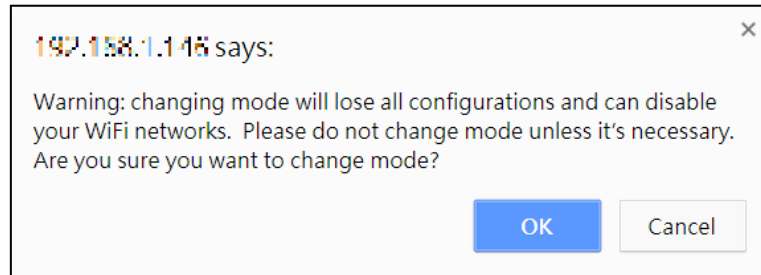 says:
Warning: changing mode will lose all configurations and can disable
your WiFi networks.  Please do not change mode unless it's necessary.
Are you sure you want to change mode?
OK
Cancel